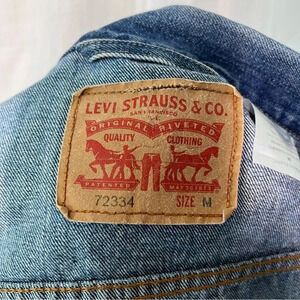 LEVI STRAUSS & CO.
SAN FRANCISCO
ORIGINAL RIVETED
QUALITY CLOTHING
PATENTED MAY 20 1873
72334 SIZE M